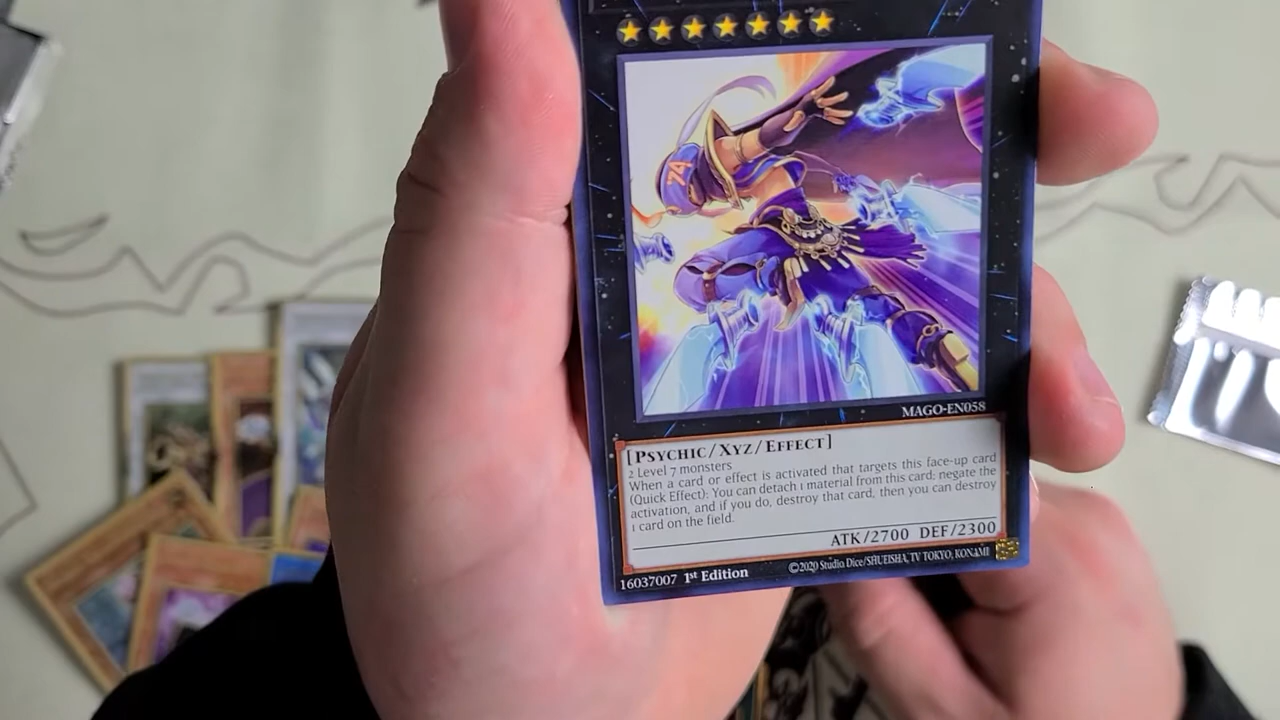 74
MAGO-EN058
[PSYCHIC/XYZ/EFFECT]
2 Level 7 monsters
When a card or effect is activated that targets this face-up card
(Quick Effect): You can detach 1 material from this card; negate the
activation, and if you do, destroy that card, then you can destroy
1 card on the field.
ATK/2700 DEF/2300
16037007 1st Edition
©2020 Studio Dice/SHUEISHA, TV TOKYO, KONAMI